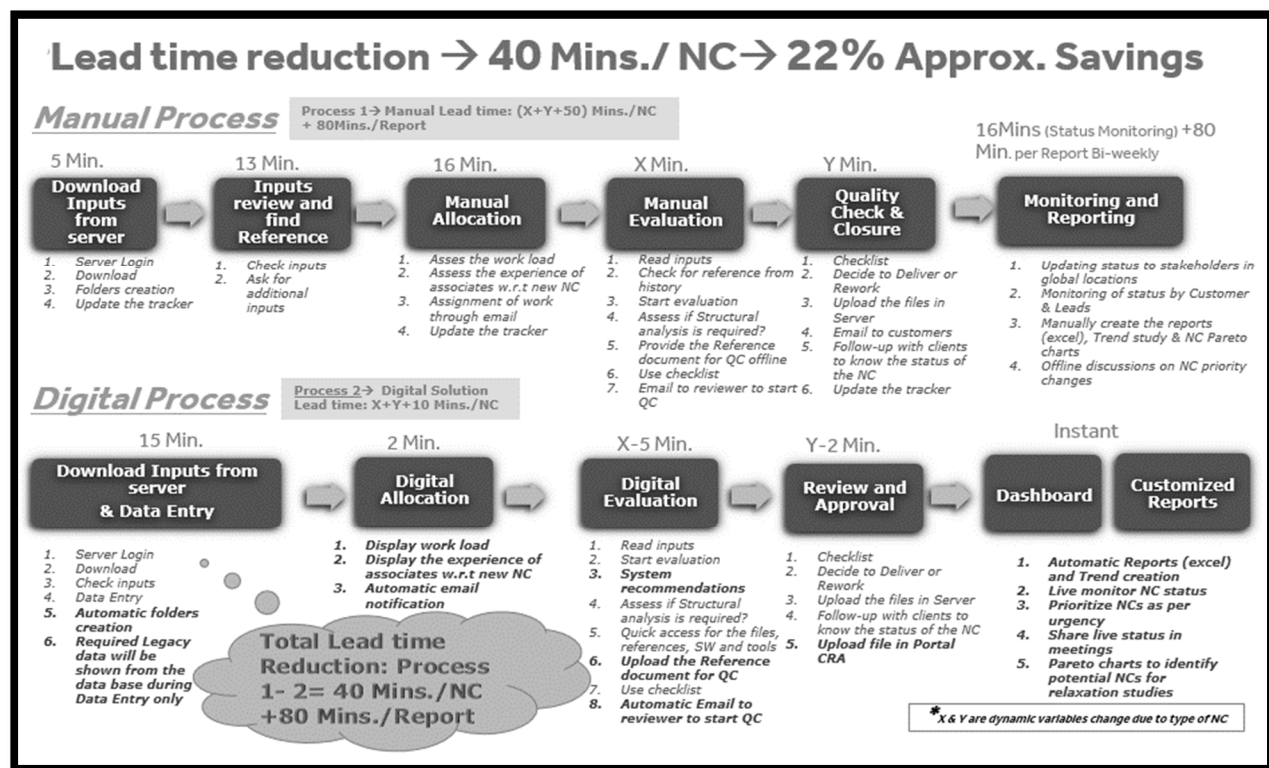 Lead time reduction → 40 Mins./ NC→ 22% Approx. Savings
Manual Process
Process 1→ Manual Lead time: (X+Y+50) Mins./NC
+ 80Mins./Report
16Mins (Status Monitoring) +80
Min. per Report Bi-weekly
5 Min.
13 Min.
16 Min.
X Min.
Y Min.
Download
Inputs
from
server
Inputs
review and
find
Reference
Manual
Allocation
Manual
Evaluation
Quality
Check &
Closure
Monitoring and
Reporting
1. Server Login
2. Download
3. Folders creation
4. Update the tracker
1. Check inputs
2. Ask for
additional
inputs
1. Asses the work load
2. Assess the experience of
associates w.r.t new NC
3. Assignment of work
through email
4. Update the tracker
1. Read inputs
2. Check for reference from
history
3. Start evaluation
4. Assess if Structural
analysis is required?
5. Provide the Reference
document for QC offline
6. Use checklist
7. Email to reviewer to start
QC
1. Checklist
2. Decide to Deliver or
Rework
3. Upload the files in
Server
4. Email to customers
5. Follow-up with clients
to know the status of
the NC
6. Update the tracker
1. Updating status to stakeholders in
global locations
2. Monitoring of status by Customer
& Leads
3. Manually create the reports
(excel), Trend study & NC Pareto
charts
4. Offline discussions on NC priority
changes
Digital Process
Process 2→ Digital Solution
Lead time: X+Y+10 Mins./NC
15 Min.
2 Min.
X-5 Min.
Y-2 Min.
Instant
Download Inputs from
server
& Data Entry
Digital
Allocation
Digital
Evaluation
Review and
Approval
Dashboard
Customized
Reports
1. Server Login
2. Download
3. Check inputs
4. Data Entry
5. Automatic folders
creation
6. Required Legacy
data will be
shown from the
data base during
Data Entry only
1. Display work load
2. Display the experience of
associates w.r.t new NC
3. Automatic email
notification
1. Read inputs
2. Start evaluation
3. System
recommendations
4. Assess if Structural
analysis is required?
5. Quick access for the files,
references, SW and tools
6. Upload the Reference
document for QC
7. Use checklist
8. Automatic Email to
reviewer to start QC
1. Checklist
2. Decide to Deliver or
Rework
3. Upload the files in Server
4. Follow-up with clients to
know the status of the NC
5. Upload file in Portal
CRA
1. Automatic Reports (excel)
and Trend creation
2. Live monitor NC status
3. Prioritize NCs as per
urgency
4. Share live status in
meetings
5. Pareto charts to identify
potential NCs for
relaxation studies
Total Lead time
Reduction: Process
1- 2= 40 Mins./NC
+80 Mins./Report
*X & Y are dynamic variables change due to type of NC